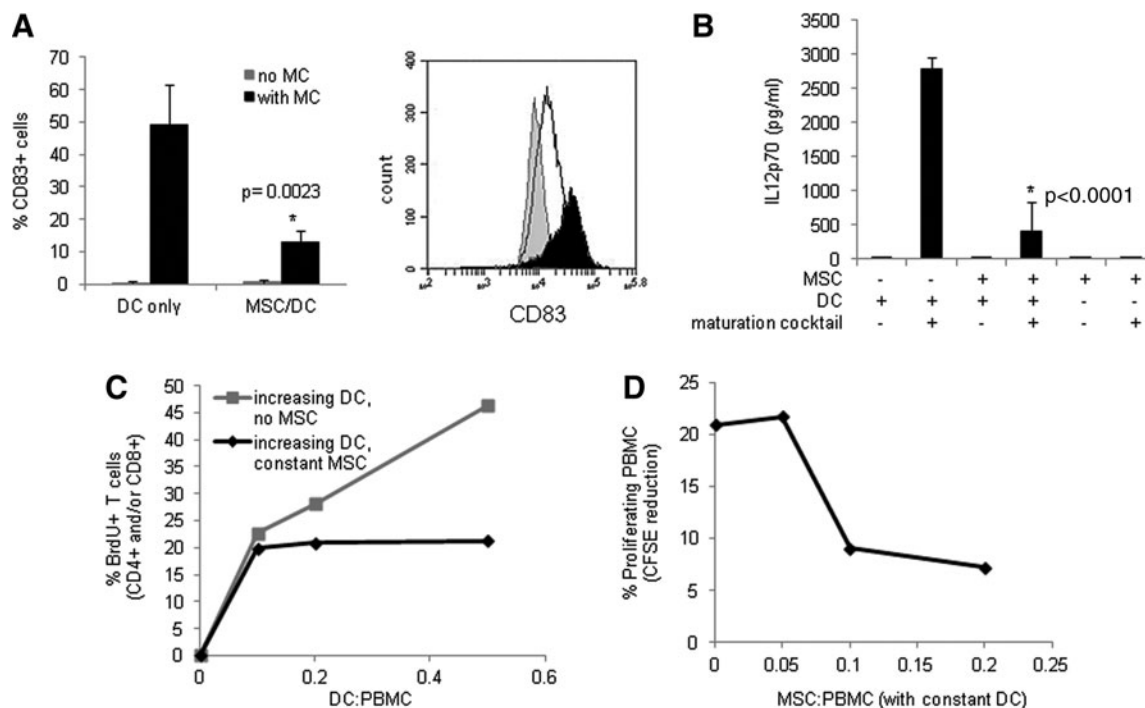 A
70
60
50
40
30
20
10
0
% CD83+ cells
no MC
with MC
p= 0.0023
*
DC only
MSC/DC
400
300
200
100
0
count
CD83
B
3500
3000
2500
2000
1500
1000
500
0
IL12p70 (pg/ml)
*
p<0.0001
MSC - - + + + +
DC + + + + - -
maturation cocktail - + - + - +
C
50
45
40
35
30
25
20
15
10
5
0
% BrdU+ T cells
(CD4+ and/or CD8+)
increasing DC,
no MSC
increasing DC,
constant MSC
0 0.2 0.4 0.6
DC:PBMC
D
25
20
15
10
5
0
% Proliferating PBMC
(CFSE reduction)
0 0.05 0.1 0.15 0.2 0.25
MSC:PBMC (with constant DC)